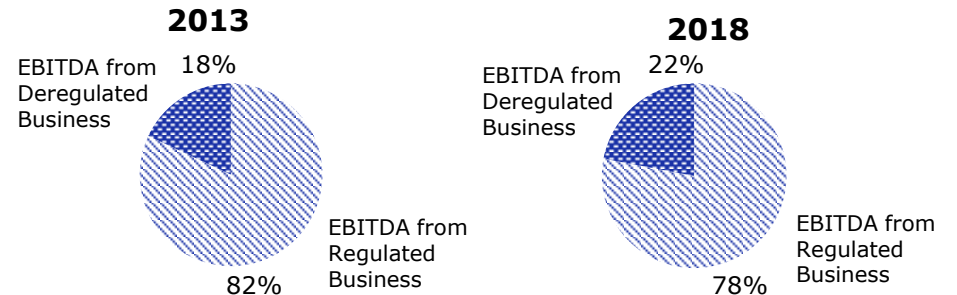 2013
18%
EBITDA from
Deregulated
Business
EBITDA from
Regulated
Business
82%
2018
22%
EBITDA from
Deregulated
Business
EBITDA from
Regulated
Business
78%